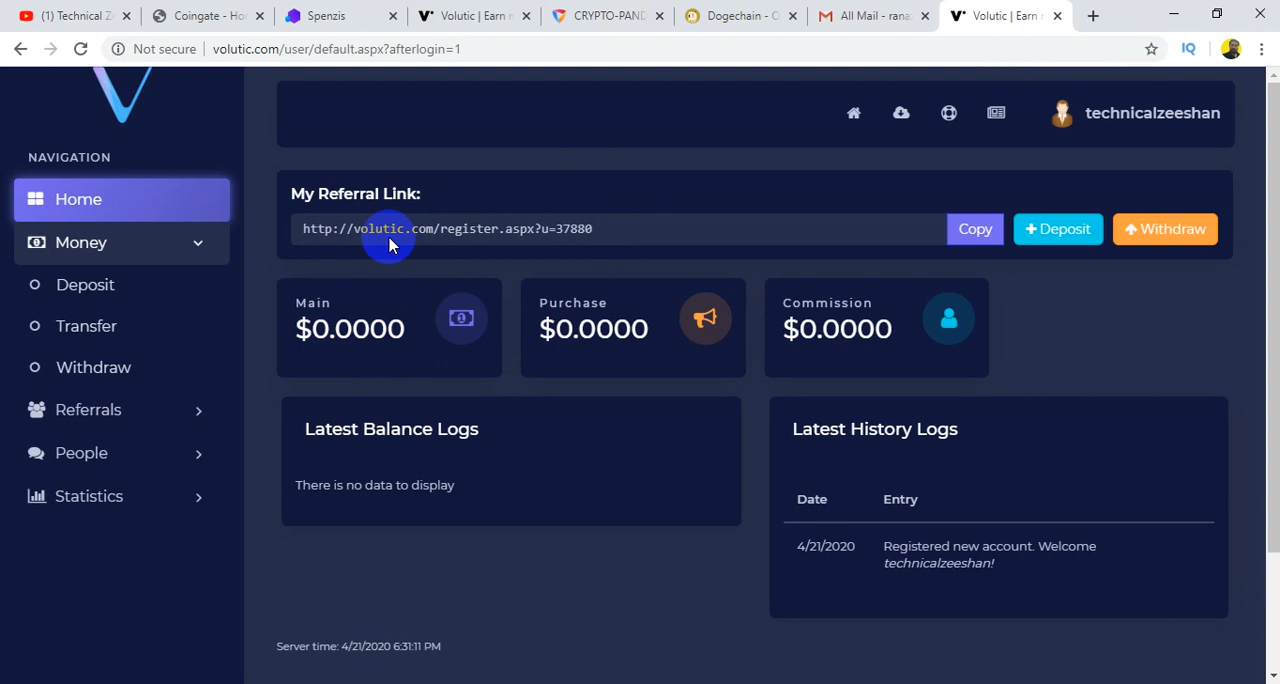 (1) Technical Ze
Coingate - Ho
Spenzis
Volutic | Earn r
CRYPTO-PAND
Dogechain - O
All Mail - rana
Volutic | Earn r
Not secure
volutic.com/user/default.aspx?afterlogin=1
IQ
technicalzeeshan
NAVIGATION
Home
Money
Deposit
Transfer
Withdraw
Referrals
People
Statistics
My Referral Link:
http://volutic.com/register.aspx?u=37880
Copy
+ Deposit
Withdraw
Main
$0.0000
Purchase
$0.0000
Commission
$0.0000
Latest Balance Logs
There is no data to display
Latest History Logs
Date Entry
4/21/2020 Registered new account. Welcome
technicalzeeshan!
Server time: 4/21/2020 6:31:11 PM